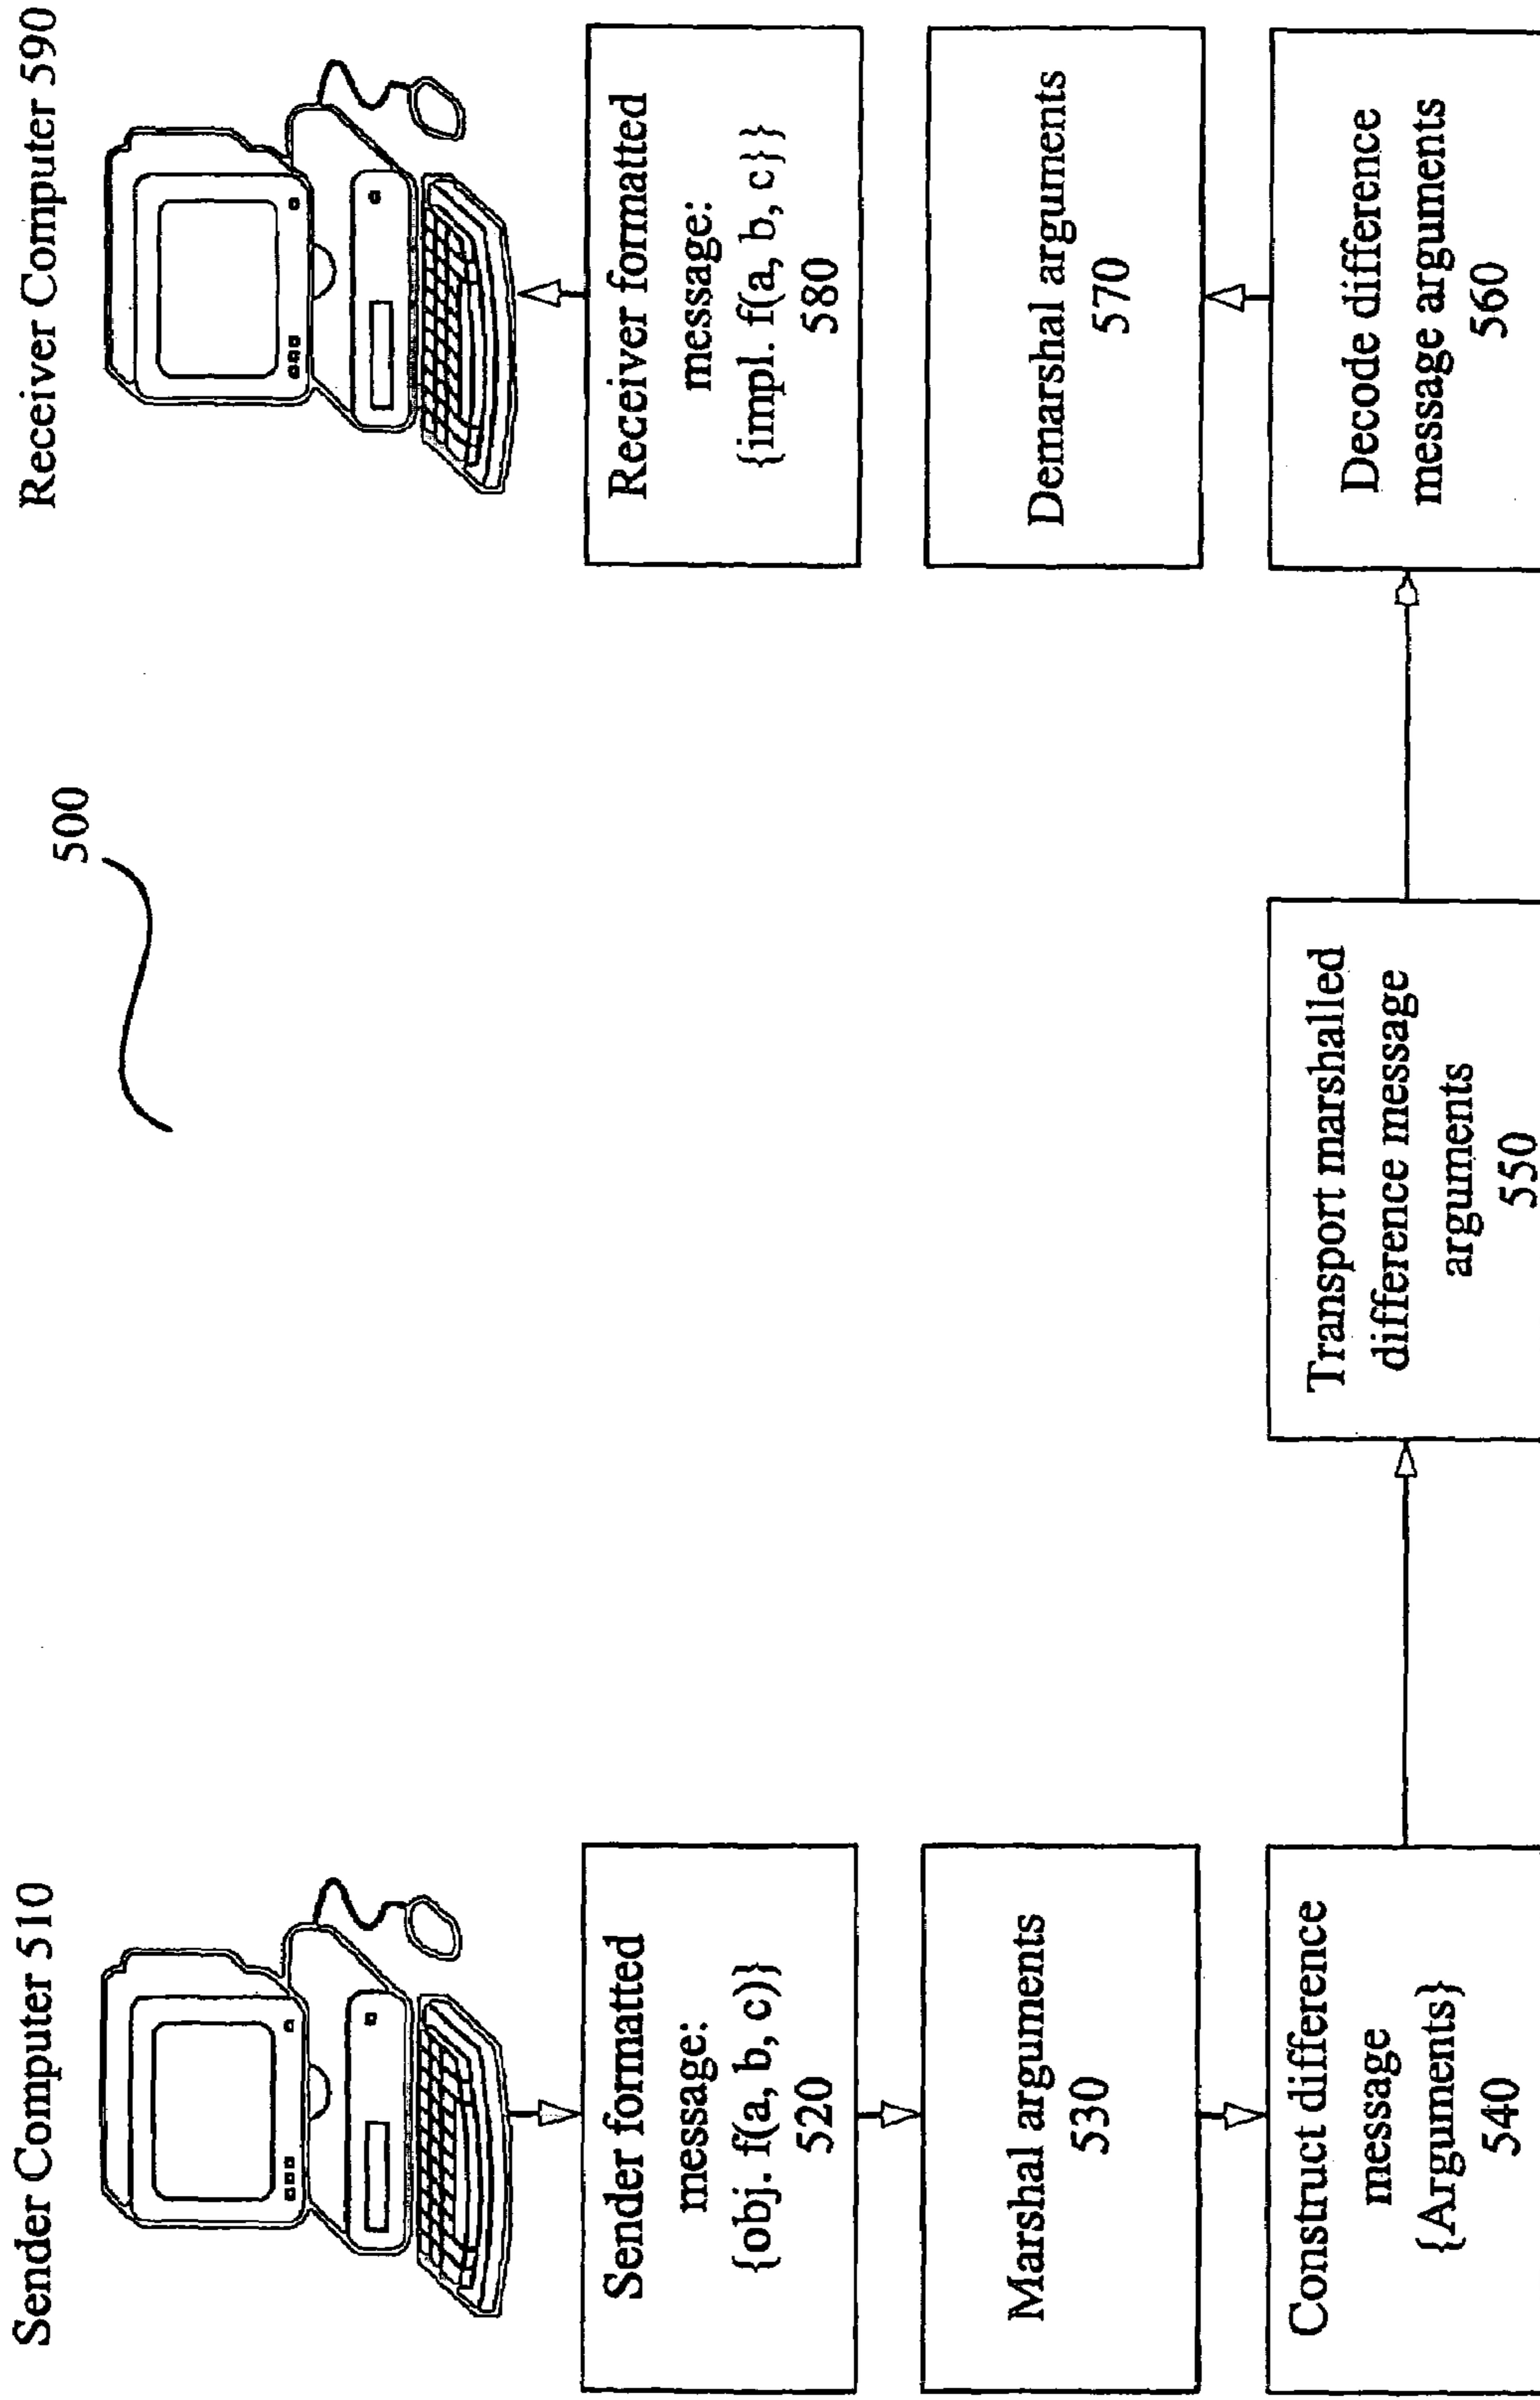 Sender Computer 510
Sender formatted
message:
{obj. f(a, b, c)}
520
Marshal arguments
530
Construct difference
message
{Arguments}
540
500
Transport marshalled
difference message
arguments
550
Receiver Computer 590
Receiver formatted
message:
{impl. f(a, b, c}}
580
Demarshal arguments
570
Decode difference
message arguments
560